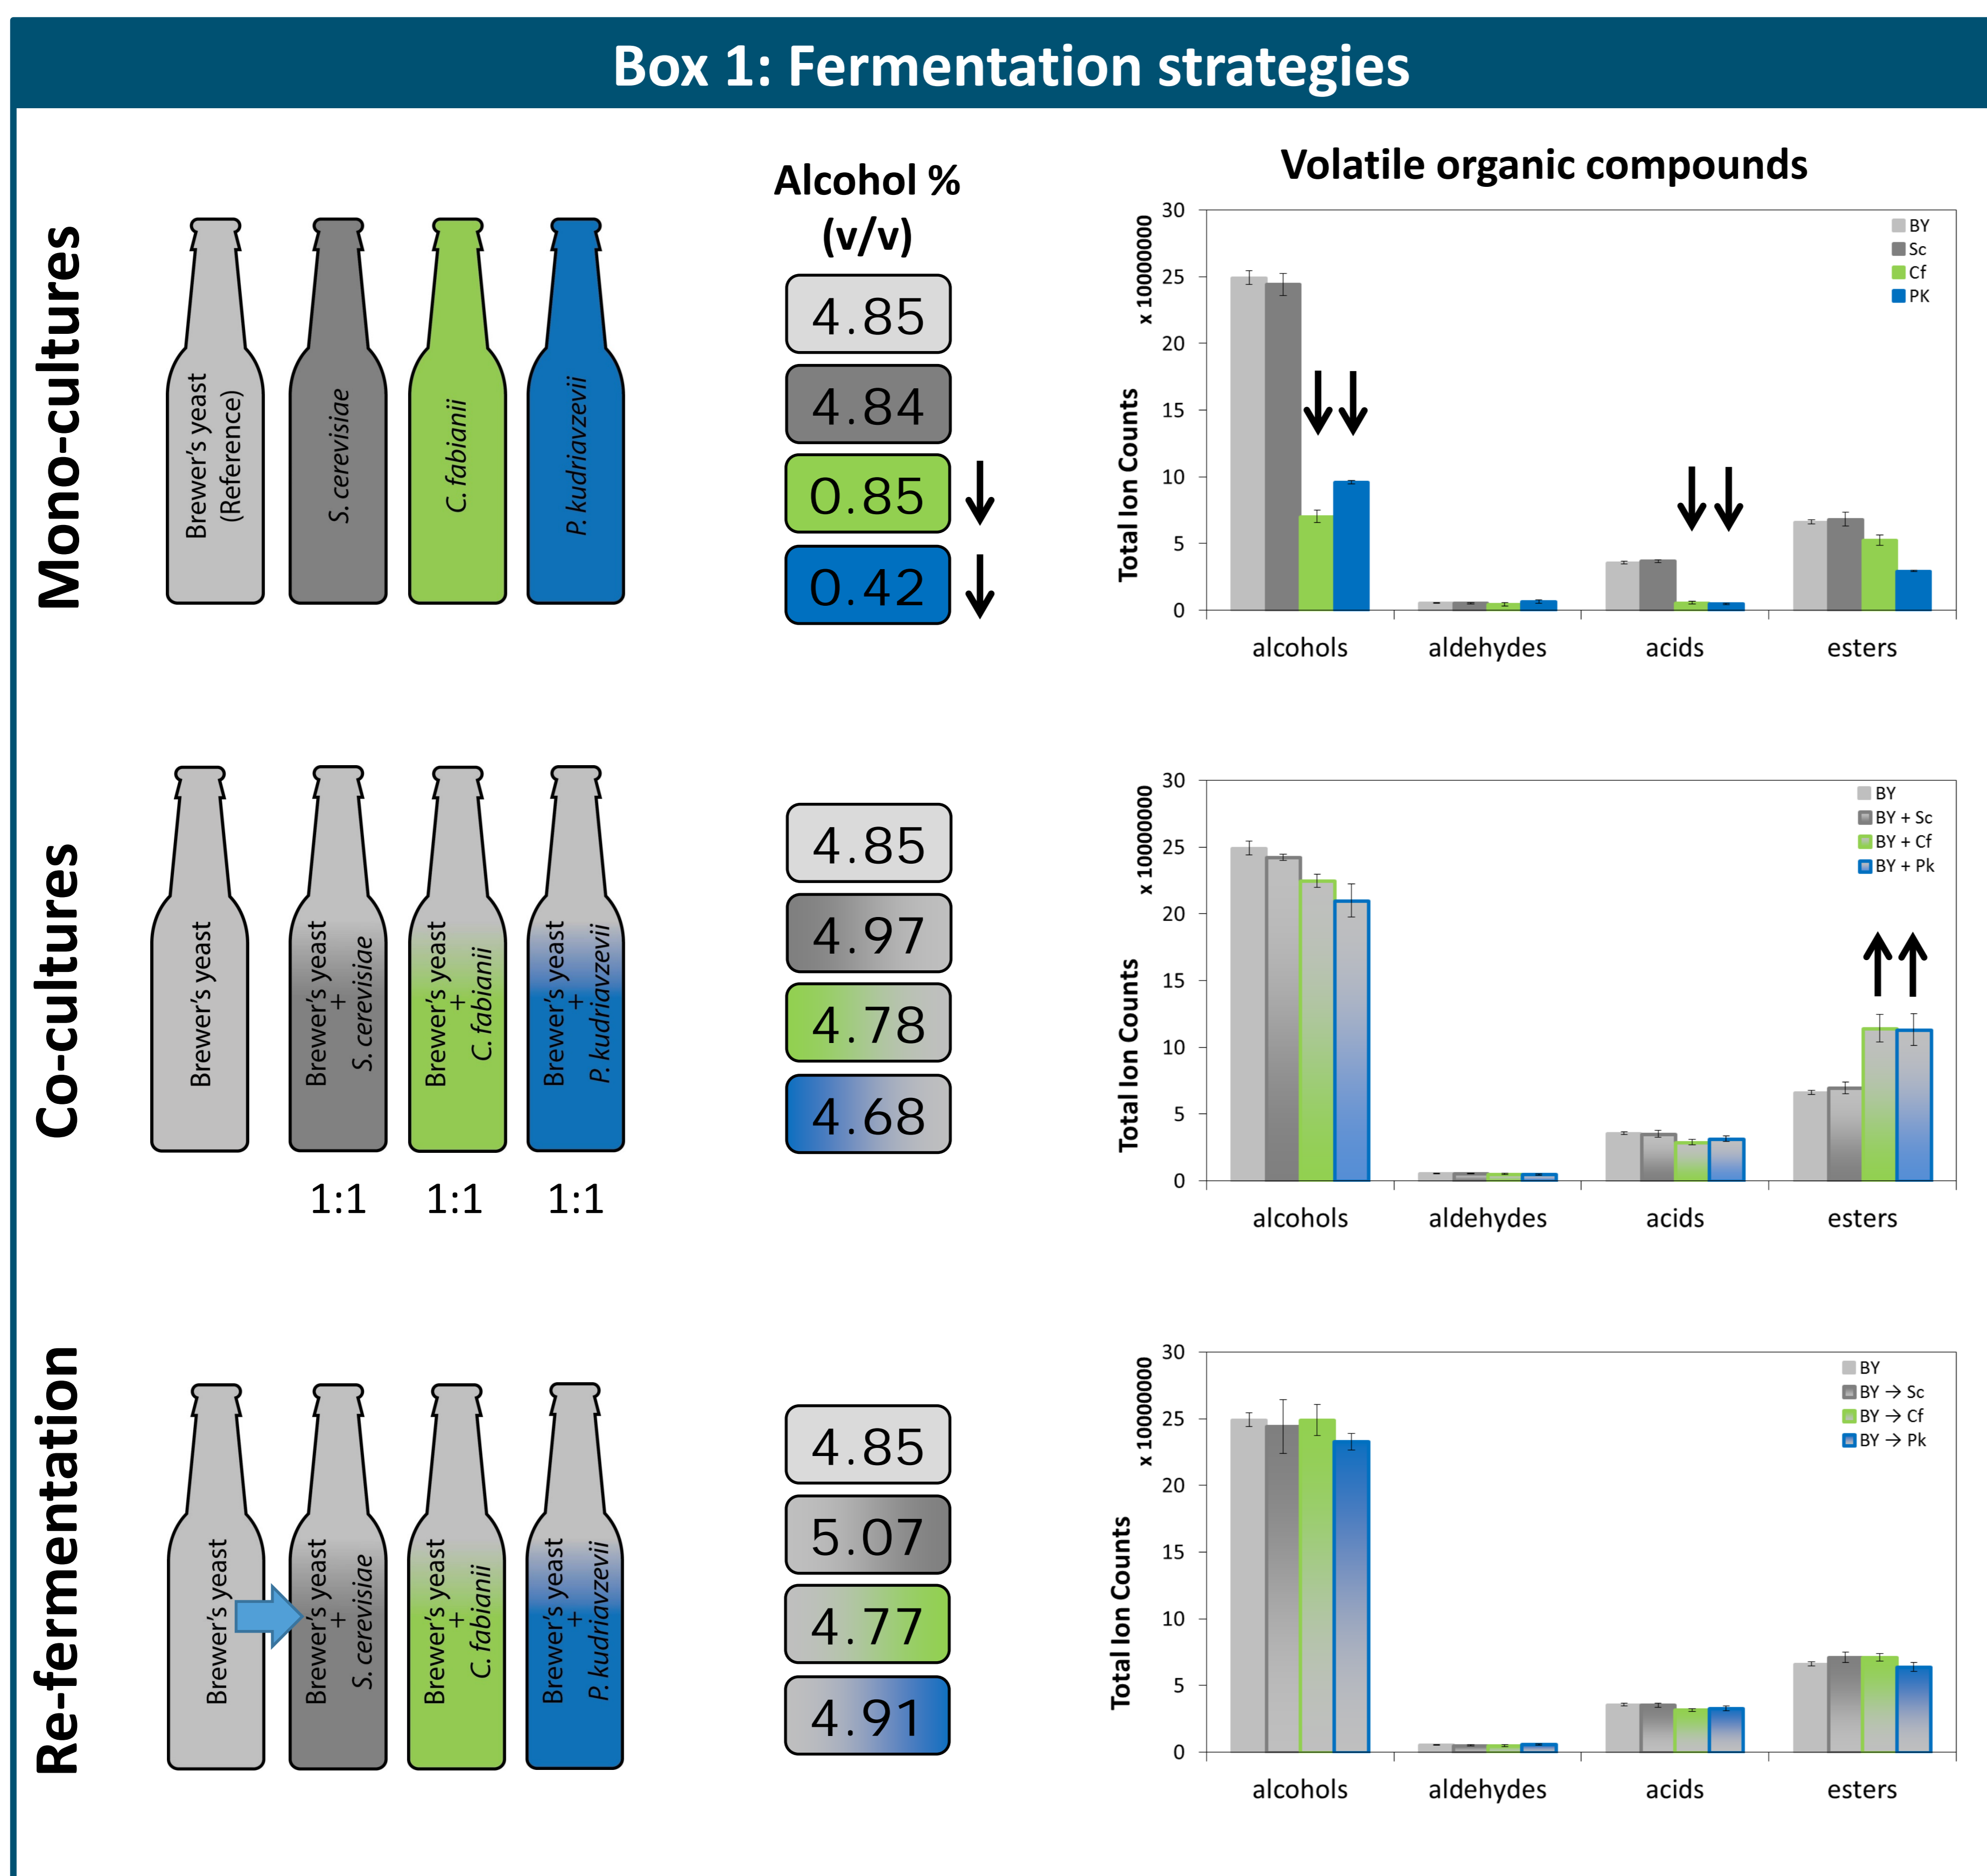 Box 1: Fermentation strategies
Mono-cultures
Brewer's yeast
(Reference)
S. cerevisiae
C. fabianii
P. kudriavzevii
Alcohol %
(v/v)
4.85
4.84
0.85
0.42
Volatile organic compounds
x 10000000
Total Ion Counts
30
25
20
15
10
5
0
BY
Sc
Cf
PK
alcohols
aldehydes
acids
esters
Co-cultures
Brewer's yeast
Brewer's yeast
+
S. cerevisiae
Brewer's yeast
+
C. fabianii
Brewer's yeast
+
P. kudriavzevii
1:1
1:1
1:1
4.85
4.97
4.78
4.68
x 10000000
Total Ion Counts
30
25
20
15
10
5
0
BY
BY + Sc
BY + Cf
BY + Pk
alcohols
aldehydes
acids
esters
Re-fermentation
Brewer's yeast
Brewer's yeast
+
S. cerevisiae
Brewer's yeast
+
C. fabianii
Brewer's yeast
+
P. kudriavzevii
4.85
5.07
4.77
4.91
x 10000000
Total Ion Counts
30
25
20
15
10
5
0
BY
BY → Sc
BY → Cf
BY → Pk
alcohols
aldehydes
acids
esters